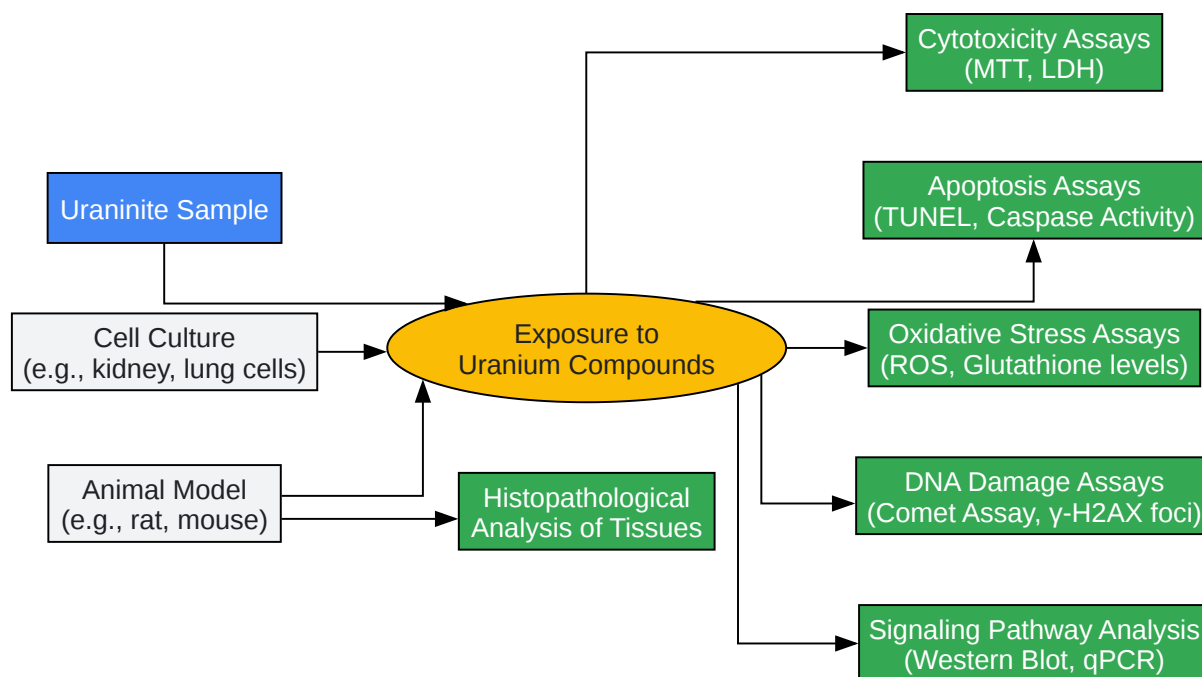 Cytotoxicity Assays
(MTT, LDH)
Uraninite Sample
Apoptosis Assays
(TUNEL, Caspase Activity)
Cell Culture
(e.g., kidney, lung cells)
Exposure to
Uranium Compounds
Oxidative Stress Assays
(ROS, Glutathione levels)
Animal Model
(e.g., rat, mouse)
Histopathological
Analysis of Tissues
DNA Damage Assays
(Comet Assay, γ-H2AX foci)
Signaling Pathway Analysis
(Western Blot, qPCR)